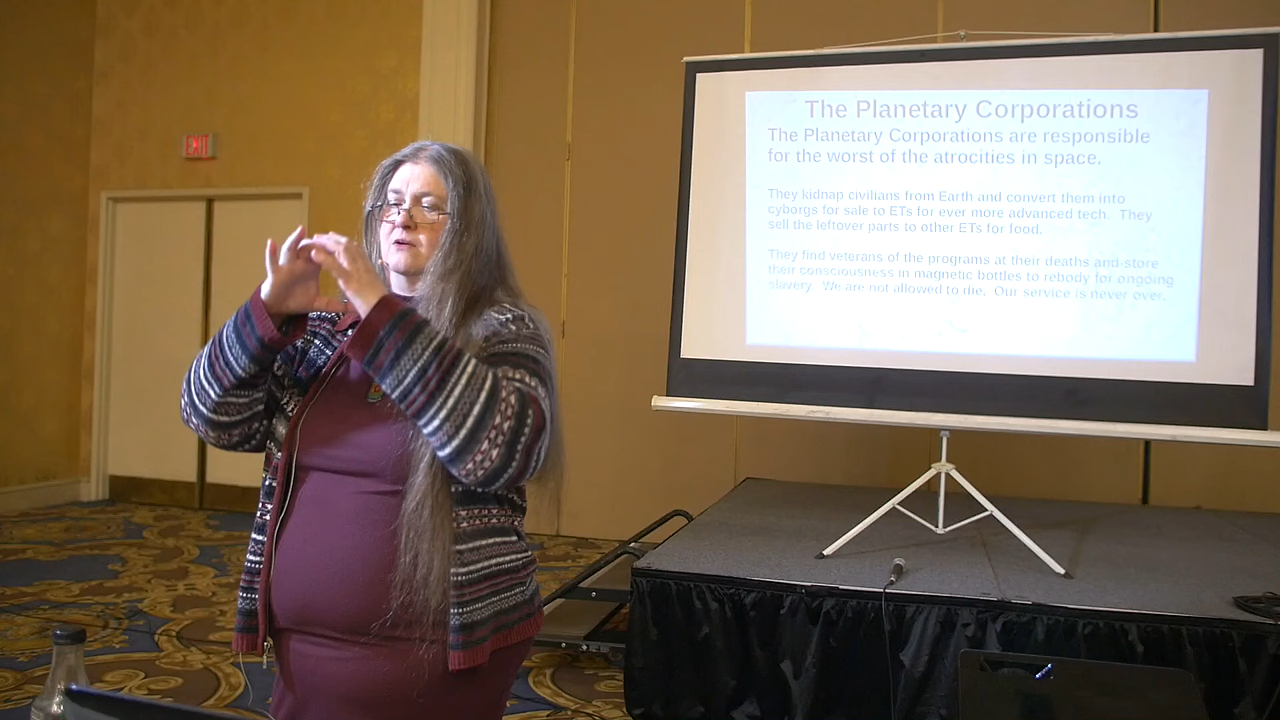 EXIT
The Planetary Corporations
The Planetary Corporations are responsible
for the worst of the atrocities in space.
They kidnap civilians from Earth and convert them into
cyborgs for sale to ETs for ever more advanced tech. They
sell the leftover parts to other ETs for food.
They find veterans of the programs at their deaths and store
their consciousness in magnetic bottles to rebody for ongoing
slavery. We are not allowed to die. Our service is never over.